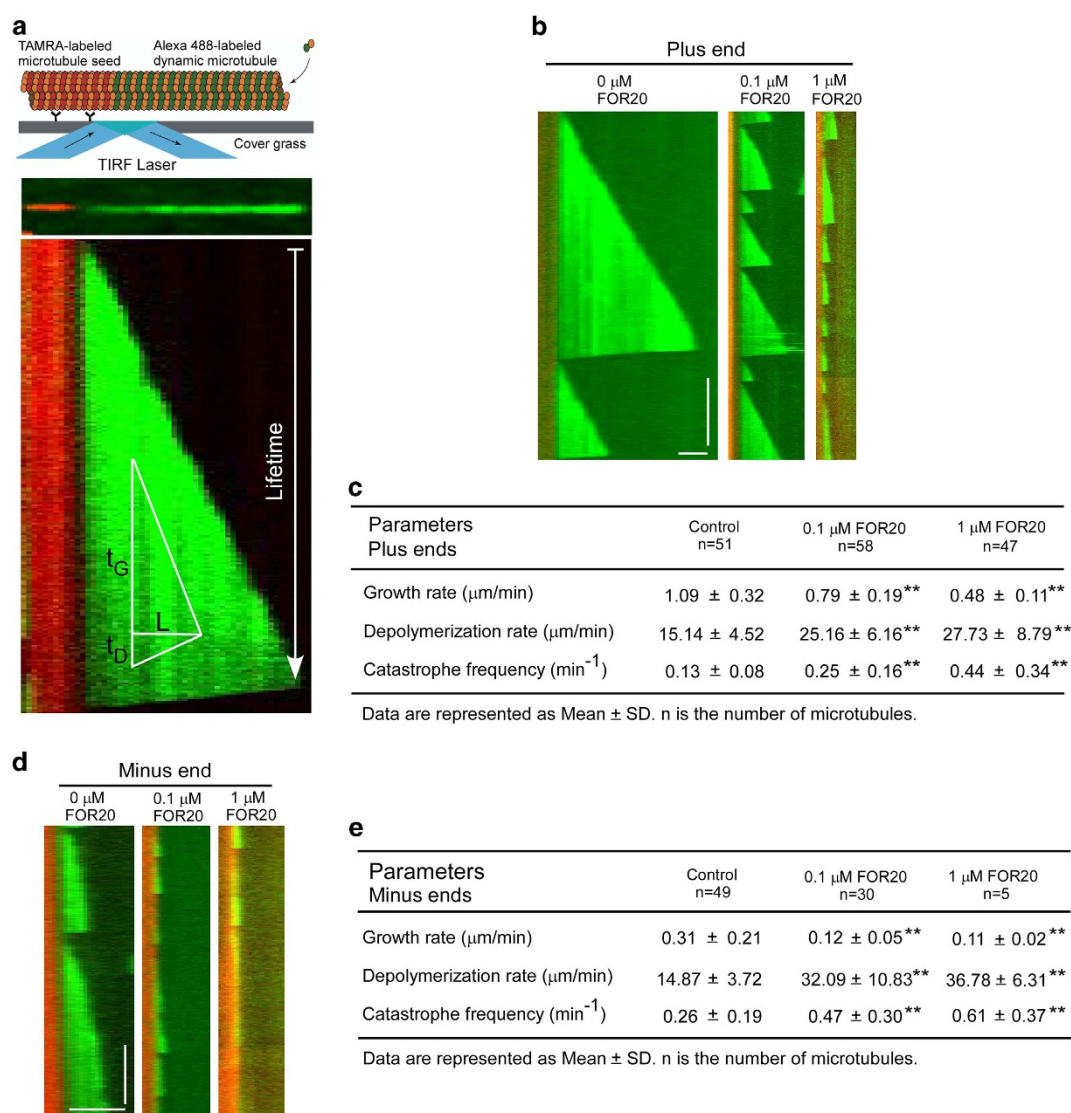 a
TAMRA-labeled
microtubule seed
Alexa 488-labeled
dynamic microtubule
Cover grass
TIRF Laser
Lifetime
tG
L
tD
b
Plus end
0 μM
FOR20
0.1 μM
FOR20
1 μM
FOR20
c
Parameters
Plus ends
Control
n=51
0.1 μM FOR20
n=58
1 μM FOR20
n=47
Growth rate (μm/min) 1.09 ± 0.32 0.79 ± 0.19** 0.48 ± 0.11**
Depolymerization rate (μm/min) 15.14 ± 4.52 25.16 ± 6.16** 27.73 ± 8.79**
Catastrophe frequency (min-1) 0.13 ± 0.08 0.25 ± 0.16** 0.44 ± 0.34**
Data are represented as Mean ± SD. n is the number of microtubules.
d
Minus end
0 μM
FOR20
0.1 μM
FOR20
1 μM
FOR20
e
Parameters
Minus ends
Control
n=49
0.1 μM FOR20
n=30
1 μM FOR20
n=5
Growth rate (μm/min) 0.31 ± 0.21 0.12 ± 0.05** 0.11 ± 0.02**
Depolymerization rate (μm/min) 14.87 ± 3.72 32.09 ± 10.83** 36.78 ± 6.31**
Catastrophe frequency (min-1) 0.26 ± 0.19 0.47 ± 0.30** 0.61 ± 0.37**
Data are represented as Mean ± SD. n is the number of microtubules.